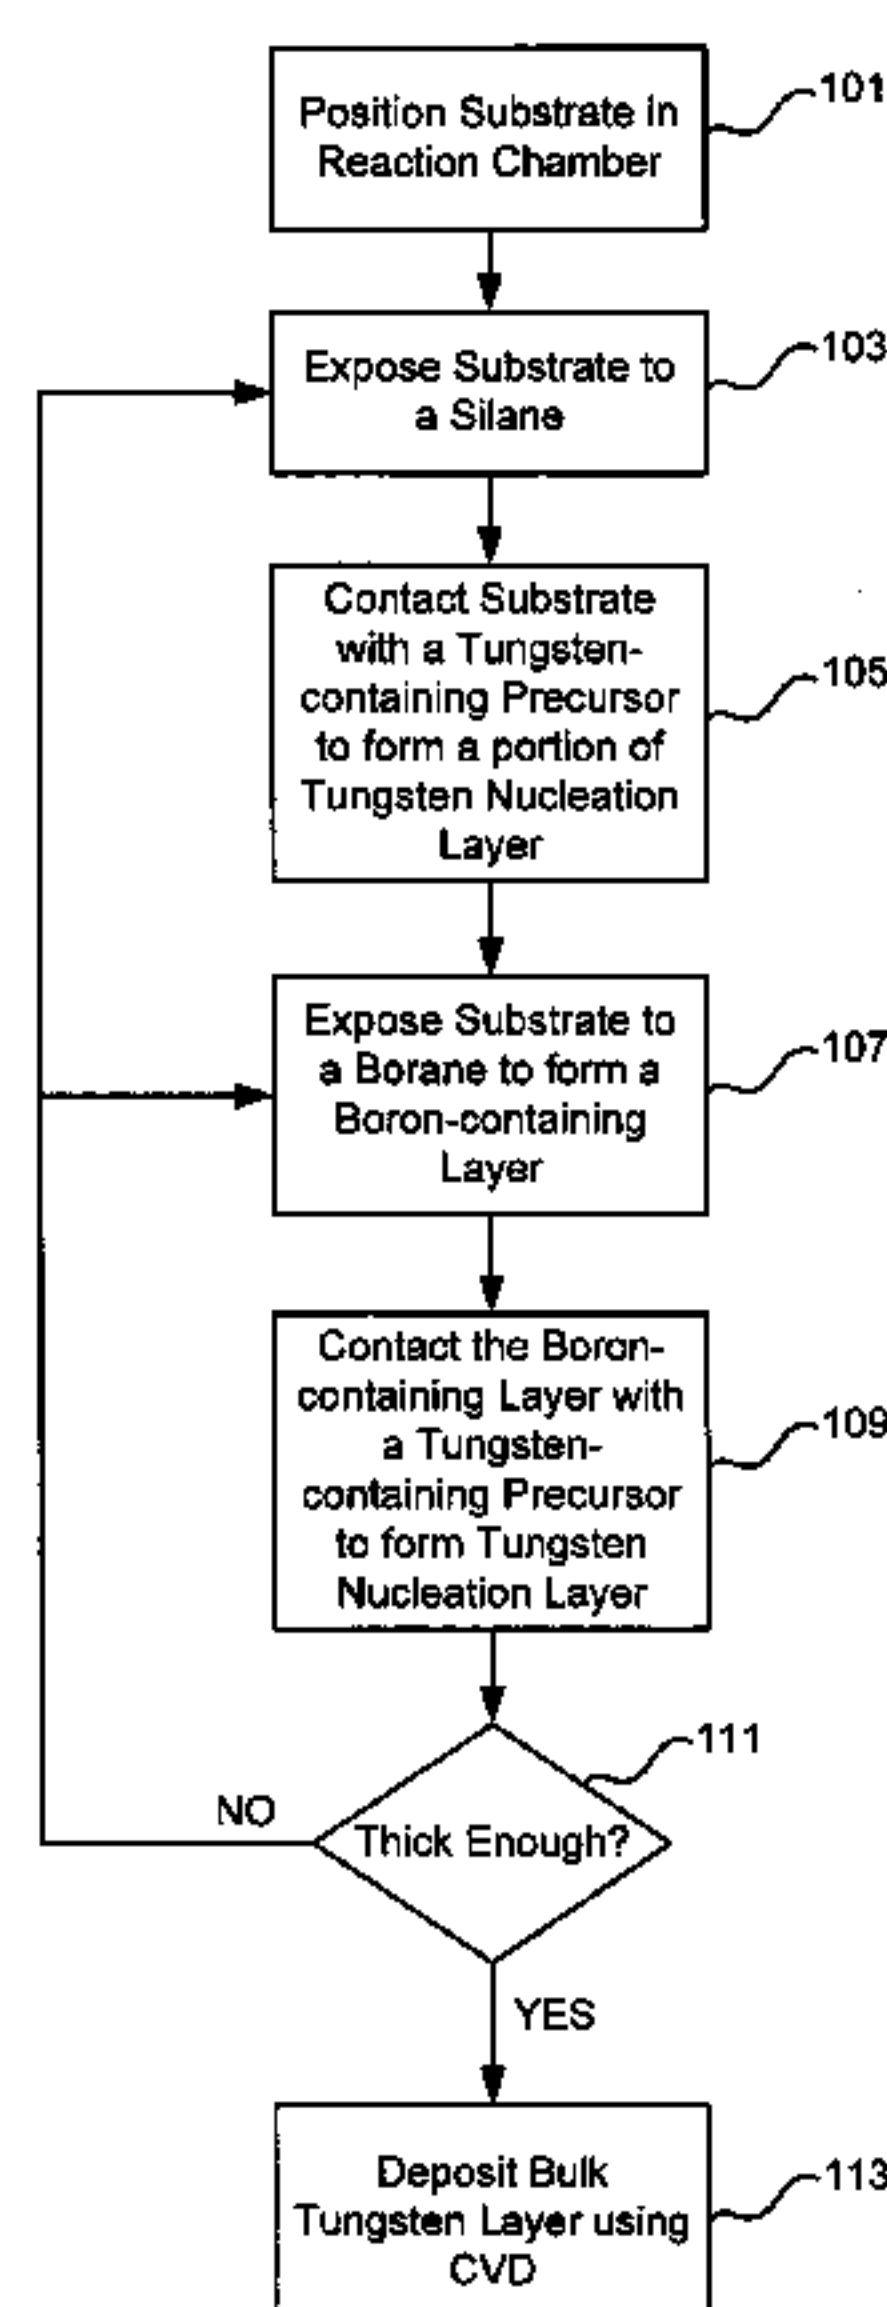 Position Substrate in
Reaction Chamber
101
Expose Substrate to
a Silane
103
Contact Substrate
with a Tungsten-
containing Precursor
to form a portion of
Tungsten Nucleation
Layer
105
Expose Substrate to
a Borane to form a
Boron-containing
Layer
107
Contact the Boron-
containing Layer with
a Tungsten-
containing Precursor
to form Tungsten
Nucleation Layer
109
111
NO
Thick Enough?
YES
Deposit Bulk
Tungsten Layer using
CVD
113